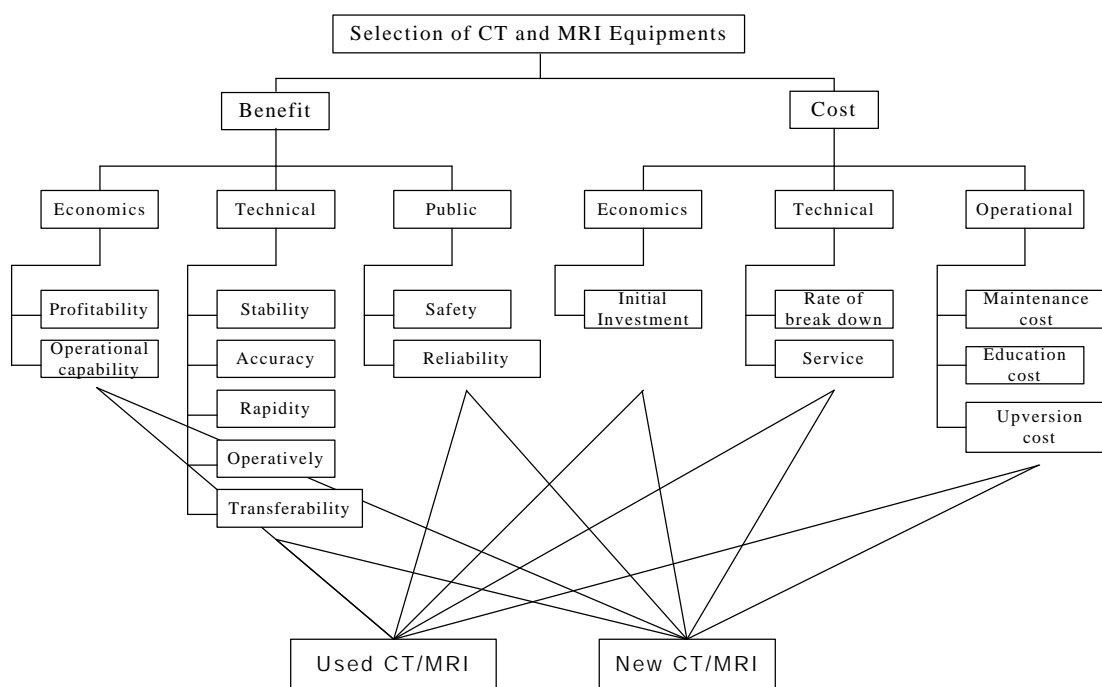 Selection of CT and MRI Equipments
Benefit
Cost
Economics
Technical
Public
Economics
Technical
Operational
Profitability
Operational
capability
Stability
Accuracy
Rapidity
Operatively
Transferability
Safety
Reliability
Initial
Investment
Rate of
break down
Service
Maintenance
cost
Education
cost
Upversion
cost
Used CT/MRI
New CT/MRI